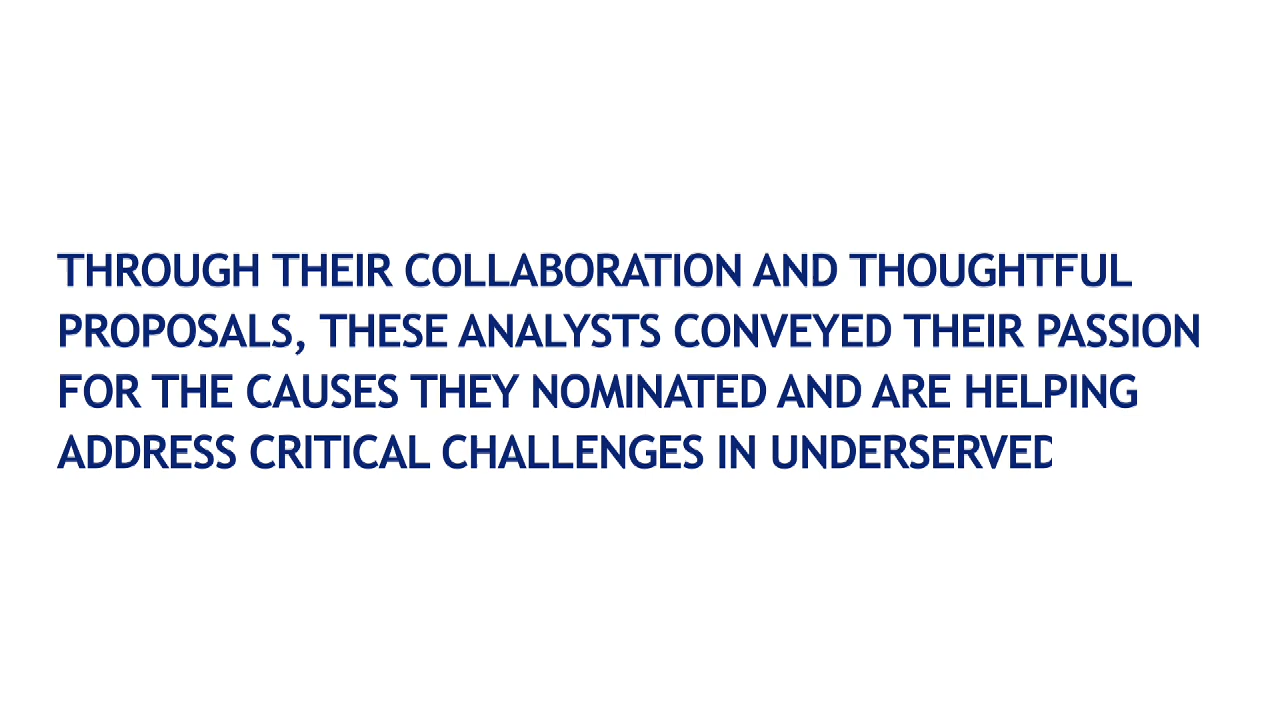 THROUGH THEIR COLLABORATION AND THOUGHTFUL
PROPOSALS, THESE ANALYSTS CONVEYED THEIR PASSION
FOR THE CAUSES THEY NOMINATED AND ARE HELPING
ADDRESS CRITICAL CHALLENGES IN UNDERSERVED